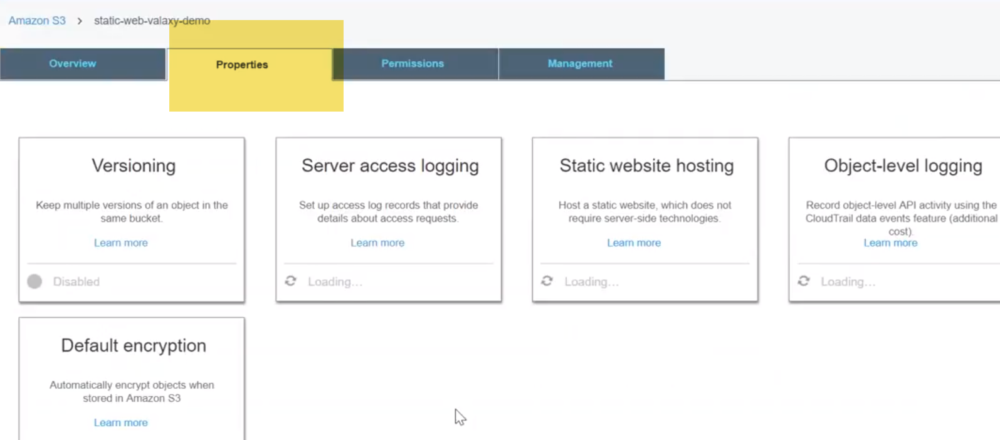 Amazon S3 > static-web-valaxy-demo
Overview
Properties
Permissions
Management
Versioning
Keep multiple versions of an object in the
same bucket.
Learn more
Disabled
Server access logging
Set up access log records that provide
details about access requests.
Learn more
Loading...
Static website hosting
Host a static website, which does not
require server-side technologies.
Learn more
Loading...
Object-level logging
Record object-level API activity using the
CloudTrail data events feature (additional
cost).
Learn more
Loading...
Default encryption
Automatically encrypt objects when
stored in Amazon S3
Learn more